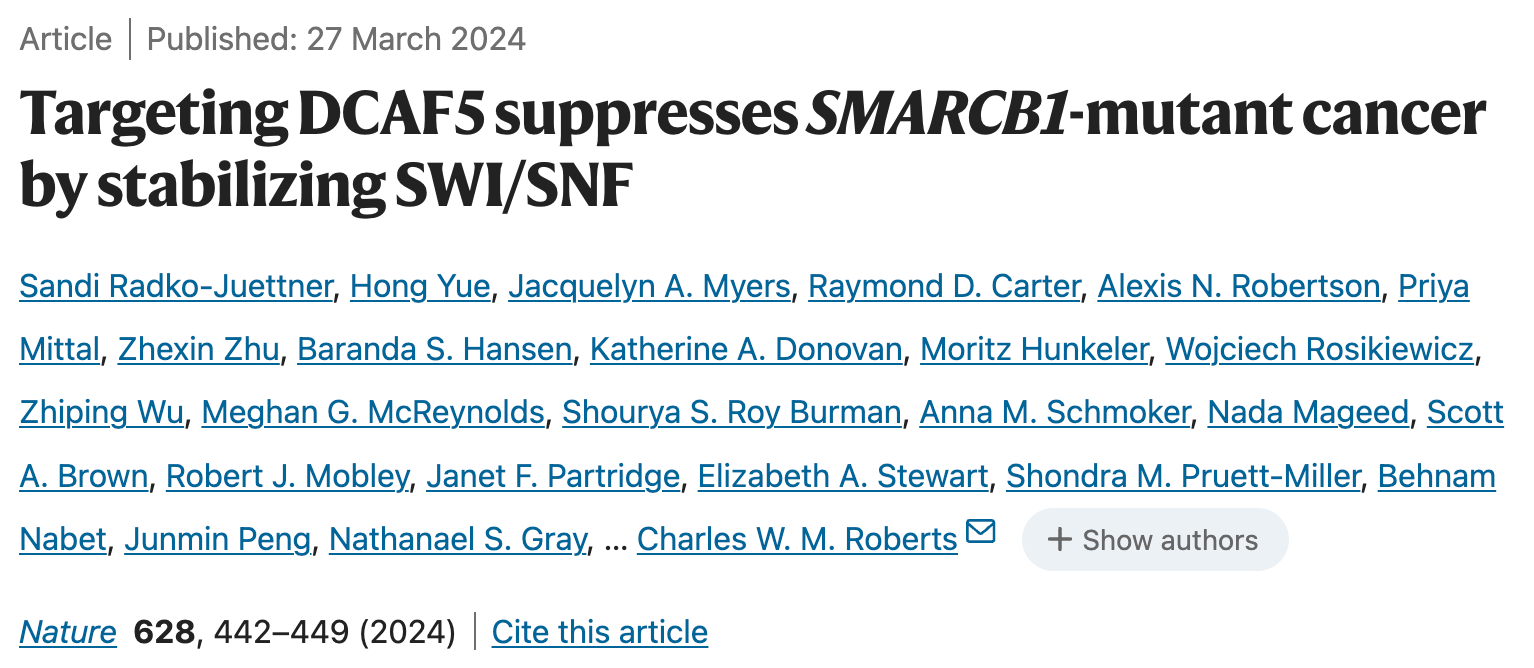 Article | Published: 27 March 2024
Targeting DCAF5 suppresses SMARCB1-mutant cancer
by stabilizing SWI/SNF
Sandi Radko-Juettner, Hong Yue, Jacquelyn A. Myers, Raymond D. Carter, Alexis N. Robertson, Priya
Mittal, Zhexin Zhu, Baranda S. Hansen, Katherine A. Donovan, Moritz Hunkeler, Wojciech Rosikiewicz,
Zhiping Wu, Meghan G. McReynolds, Shourya S. Roy Burman, Anna M. Schmoker, Nada Mageed, Scott
A. Brown, Robert J. Mobley, Janet F. Partridge, Elizabeth A. Stewart, Shondra M. Pruett-Miller, Behnam
Nabet, Junmin Peng, Nathanael S. Gray, ... Charles W. M. Roberts + Show authors
Nature 628, 442–449 (2024) | Cite this article